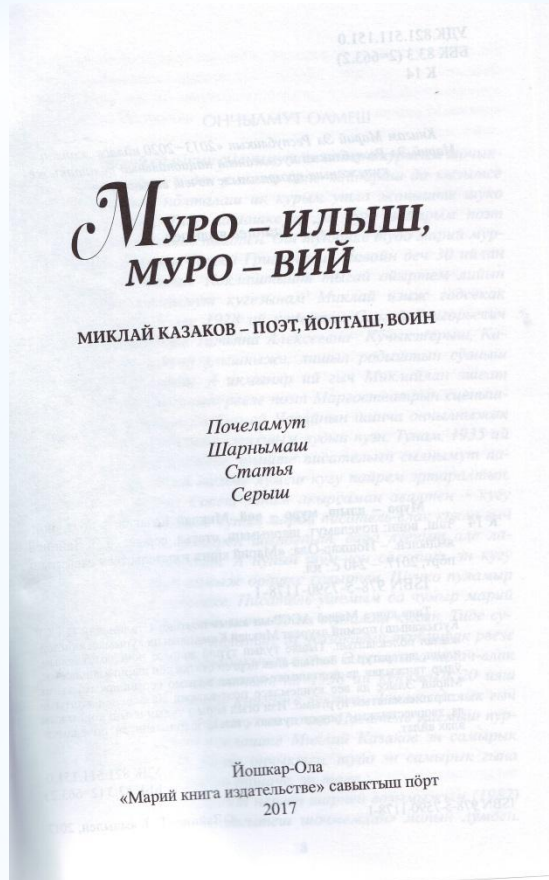 МУРО – ИЛЫШ,
МУРО – ВИЙ
МИКЛАЙ КАЗАКОВ – ПОЭТ, ЙОЛТАШ, ВОИН
Почеламут
Шарнымаш
Статья
Серыш
Йошкар-Ола
«Марий книга издательстве» савыктыш пӧрт
2017